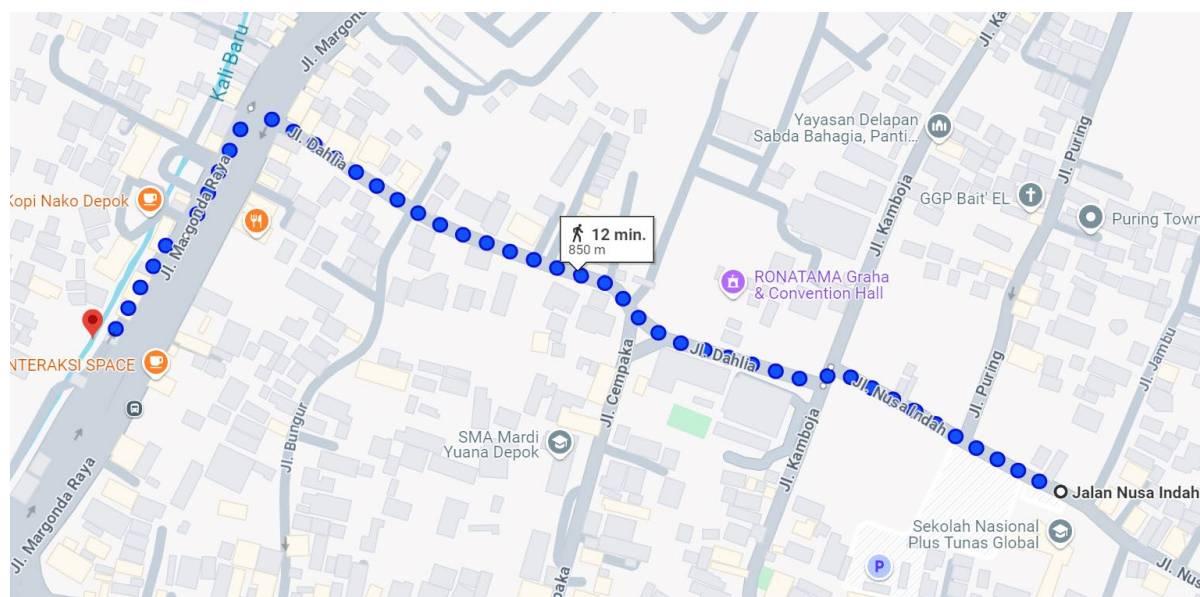 Kali Baru
Jl. Margonda
Jl. Ka
Jl. Puring
Yayasan Delapan
Sabda Bahagia, Panti...
Jl. Dahlia
GGP Bait' EL
Kopi Nako Depok
Jl. Margonda Raya
Puring Town
12 min.
850 m
Jl. Kamboja
RONATAMA Graha
& Convention Hall
NTERAKSI SPACE
Jl. Dahlia
Jl. Jambu
Jl. Puring
Jl. Nusa Indah
Jl. Cempaka
Jl. Bungur
SMA Mardi
Yuana Depok
Jl. Kamboja
Jalan Nusa Indah
Jl. Margonda Raya
Sekolah Nasional
Plus Tunas Global
P
paka
Jl. Nus